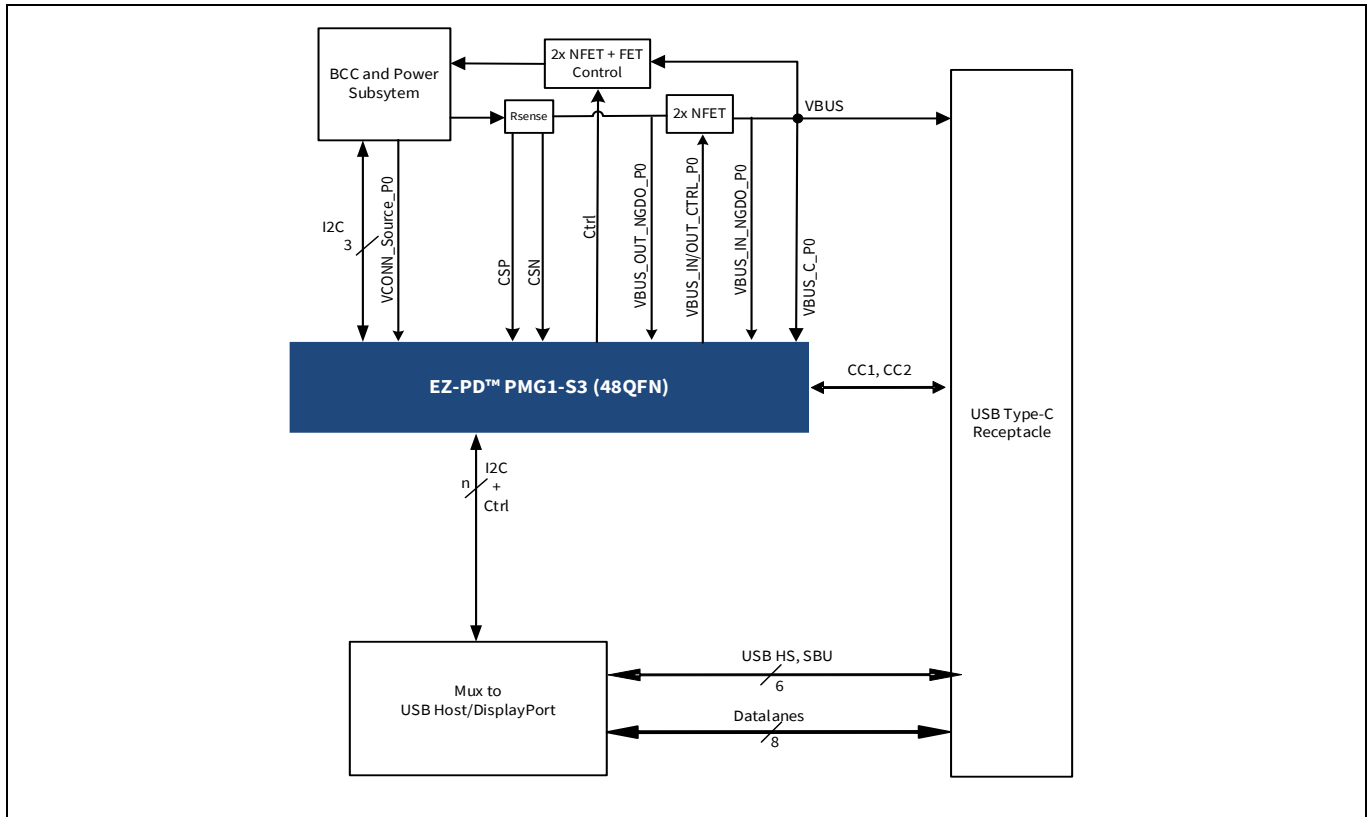 2x NFET + FET
Control
BCC and Power
Subsytem
VBUS
Rsense
2x NFET
I2C
3
VCONN_Source_P0
CSP
CSN
Ctrl
VBUS_OUT_NGDO_P0
VBUS_IN/OUT_CTRL_P0
VBUS_IN_NGDO_P0
VBUS_C_P0
EZ-PD™ PMG1-S3 (48QFN)
CC1, CC2
USB Type-C
Receptacle
n
I2C
+
Ctrl
Mux to
USB Host/DisplayPort
USB HS, SBU
6
Datalanes
8